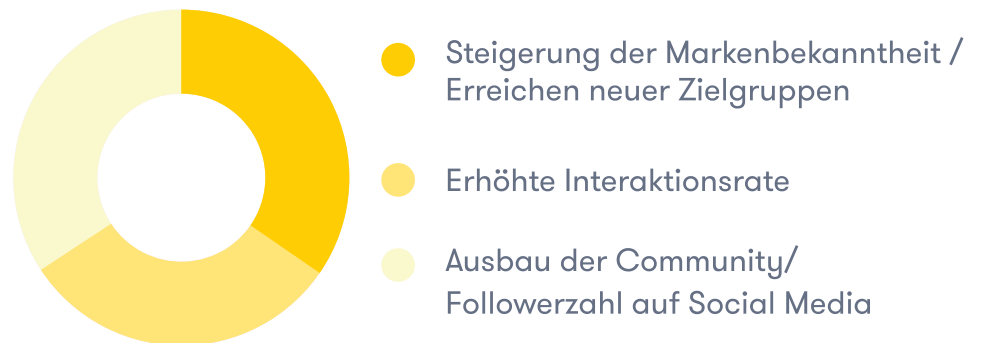 Steigerung der Markenbekanntheit /
Erreichen neuer Zielgruppen
Erhöhte Interaktionsrate
Ausbau der Community/
Followerzahl auf Social Media